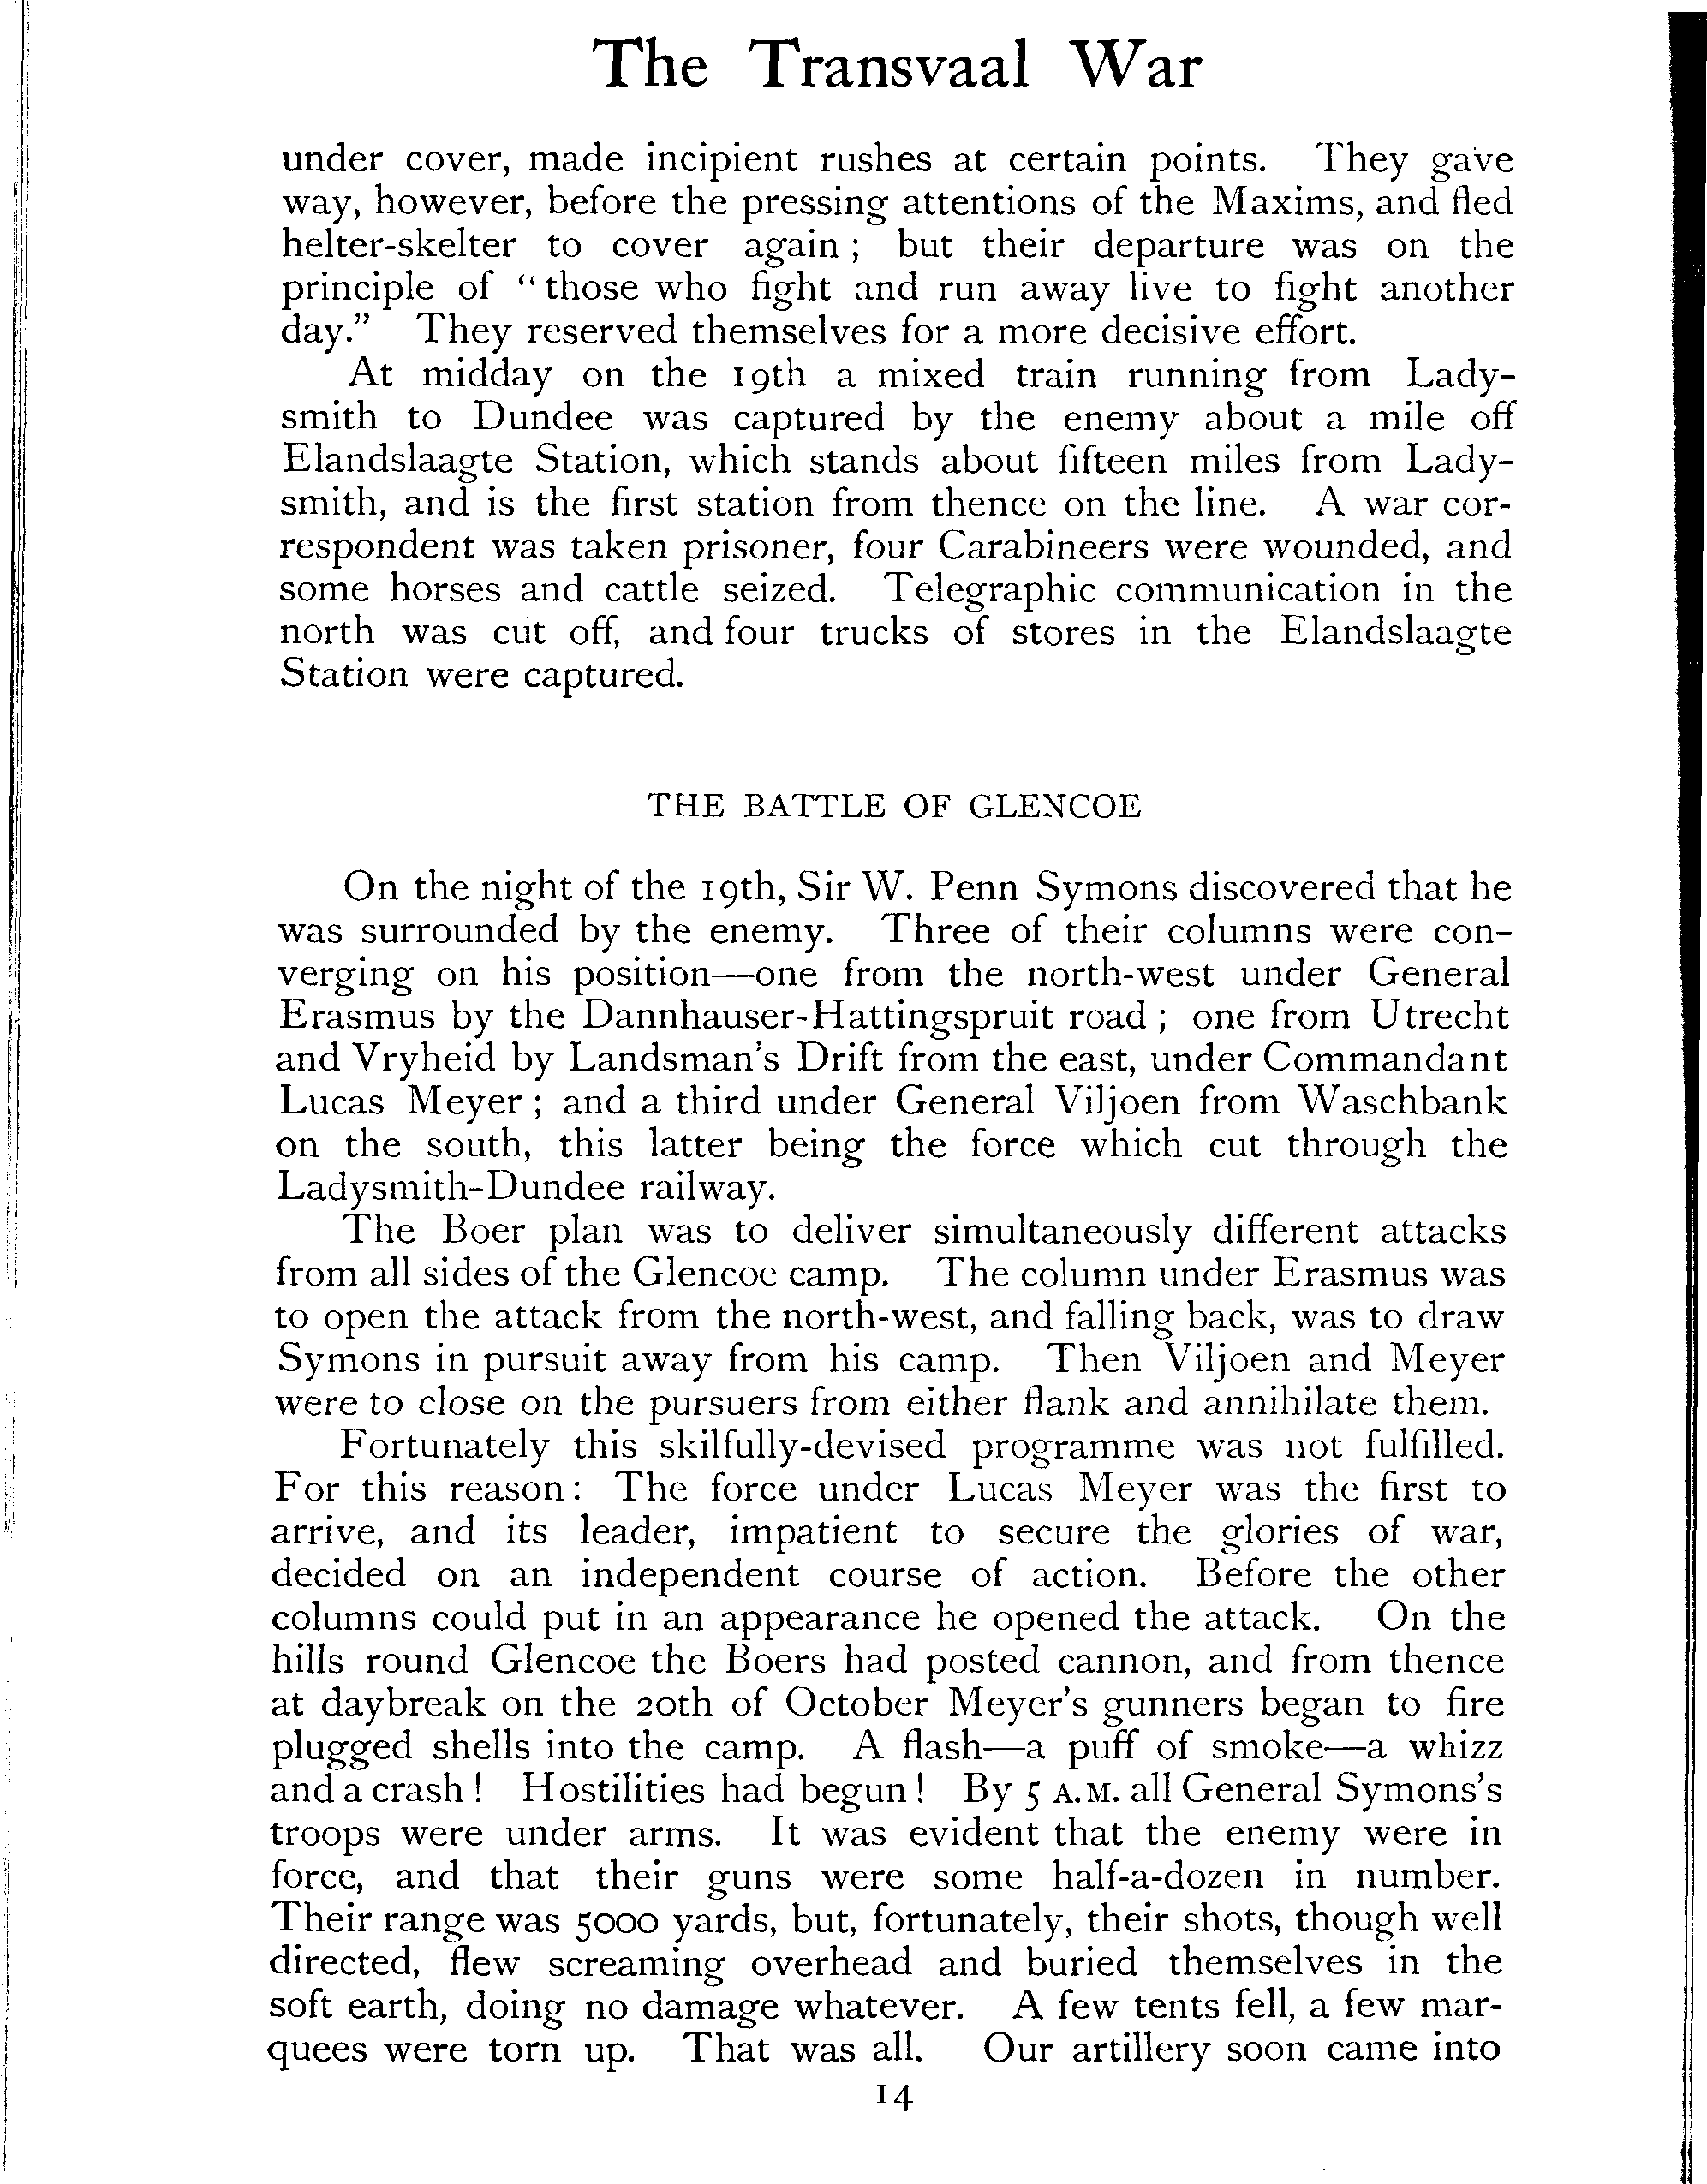 The Transvaal War
under cover, made incipient rushes at certain points. They gave
way, however, before the pressing attentions of the Maxims, and fled
helter-skelter to cover again ; but their departure was on the
principle of “those who fight and run away live to fight another
day.” They reserved themselves for a more decisive effort.
At midday on the 19th a mixed train running from Lady-
smith to Dundee was captured by the enemy about a mile off
Elandslaagte Station, which stands about fifteen miles from Lady-
smith, and is the first station from thence on the line. A war cor-
respondent was taken prisoner, four Carabineers were wounded, and
some horses and cattle seized. Telegraphic communication in the
north was cut off, and four trucks of stores in the Elandslaagte
Station were captured.
THE BATTLE OF GLENCOE
On the night of the 19th, Sir W. Penn Symons discovered that he
was surrounded by the enemy. Three of their columns were con-
verging on his position—one from the north-west under General
Erasmus by the Dannhauser-Hattingspruit road ; one from Utrecht
and Vryheid by Landsman's Drift from the east, under Commandant
Lucas Meyer ; and a third under General Viljoen from Waschbank
on the south, this latter being the force which cut through the
Ladysmith-Dundee railway.
The Boer plan was to deliver simultaneously different attacks
from all sides of the Glencoe camp. The column under Erasmus was
to open the attack from the north-west, and falling back, was to draw
Symons in pursuit away from his camp. Then Viljoen and Meyer
were to close on the pursuers from either flank and annihilate them.
Fortunately this skilfully-devised programme was not fulfilled.
For this reason: The force under Lucas Meyer was the first to
arrive, and its leader, impatient to secure the glories of war,
decided on an independent course of action. Before the other
columns could put in an appearance he opened the attack. On the
hills round Glencoe the Boers had posted cannon, and from thence
at daybreak on the 20th of October Meyer's gunners began to fire
plugged shells into the camp. A flash—a puff of smoke—a whizz
and a crash ! Hostilities had begun ! By 5 A.M. all General Symons's
troops were under arms. It was evident that the enemy were in
force, and that their guns were some half-a-dozen in number.
Their range was 5000 yards, but, fortunately, their shots, though well
directed, flew screaming overhead and buried themselves in the
soft earth, doing no damage whatever. A few tents fell, a few mar-
quees were torn up. That was all. Our artillery soon came into
14